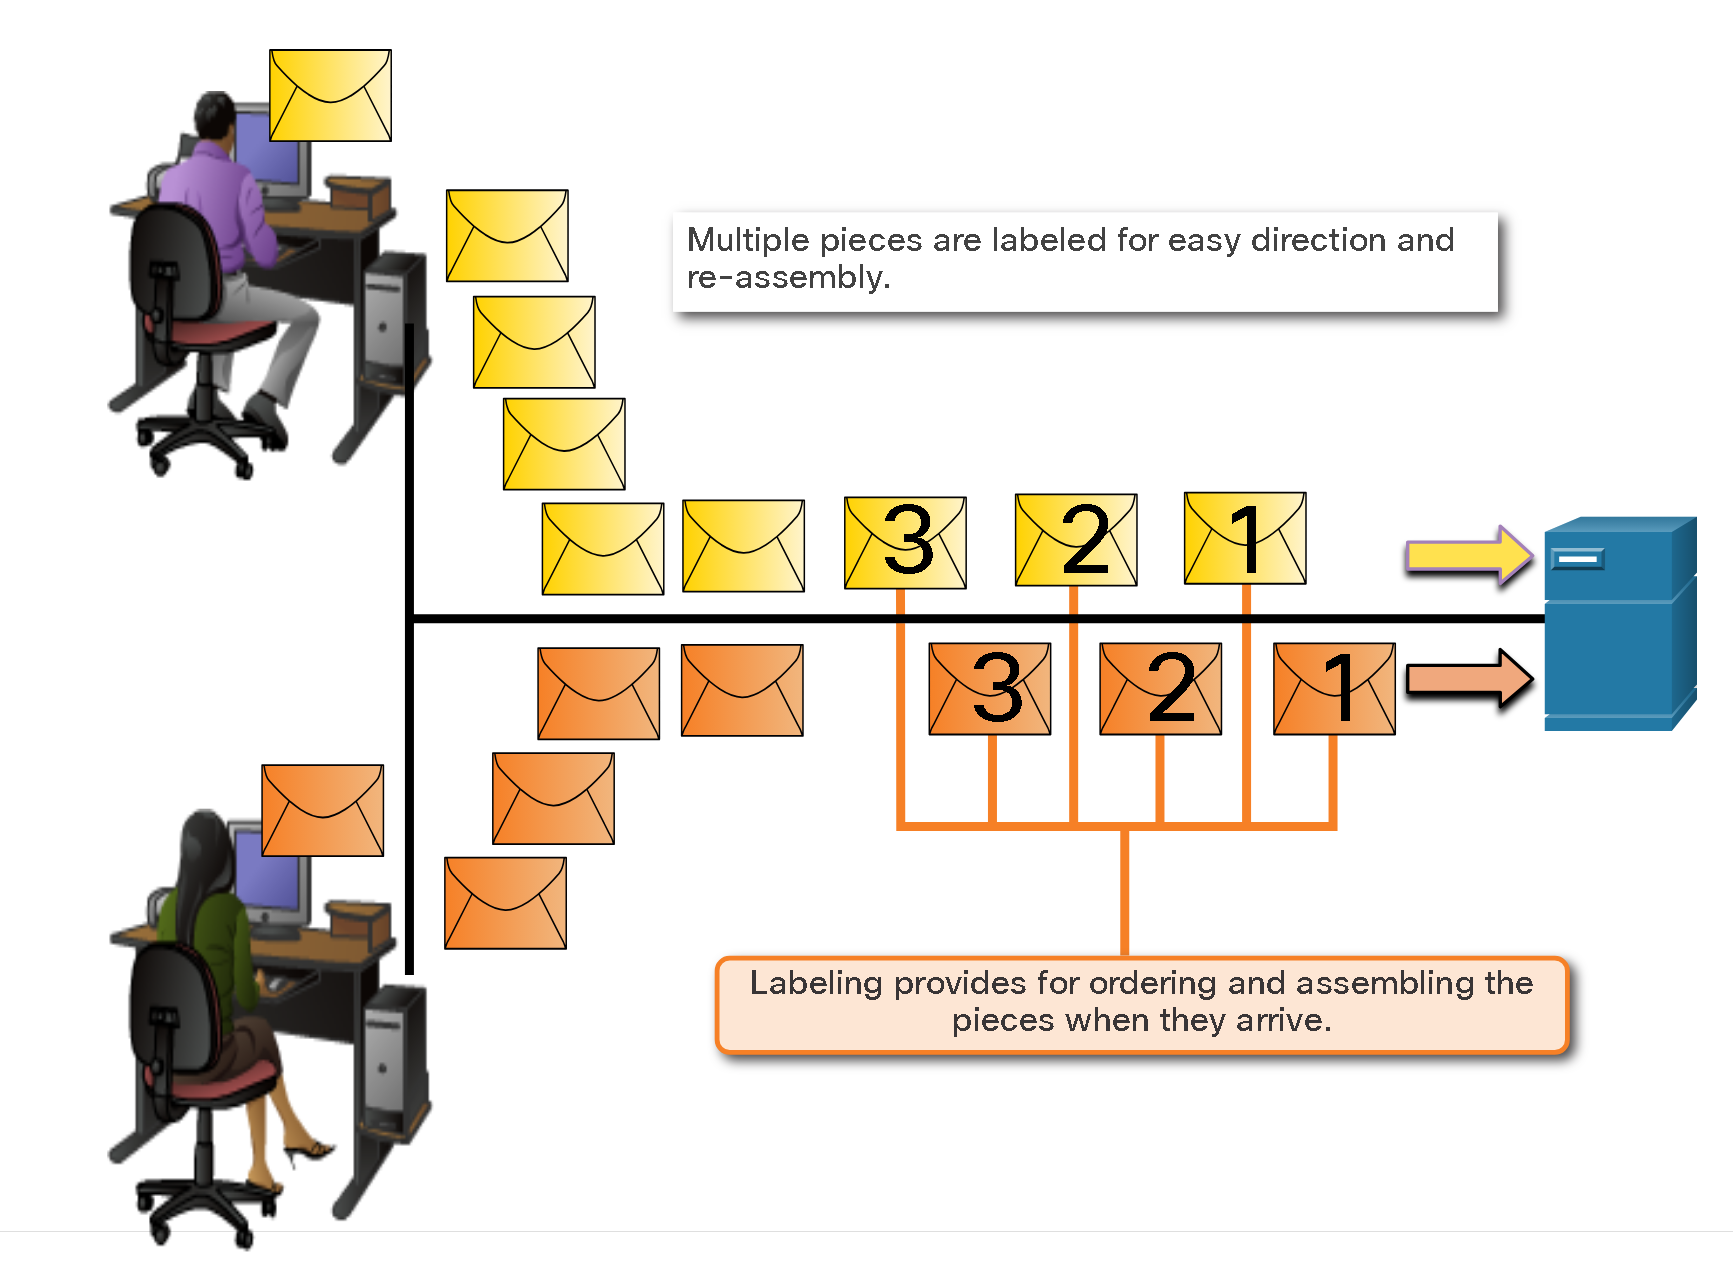 Multiple pieces are labeled for easy direction and
re-assembly.
3 2 1
3 2 1
Labeling provides for ordering and assembling the
pieces when they arrive.